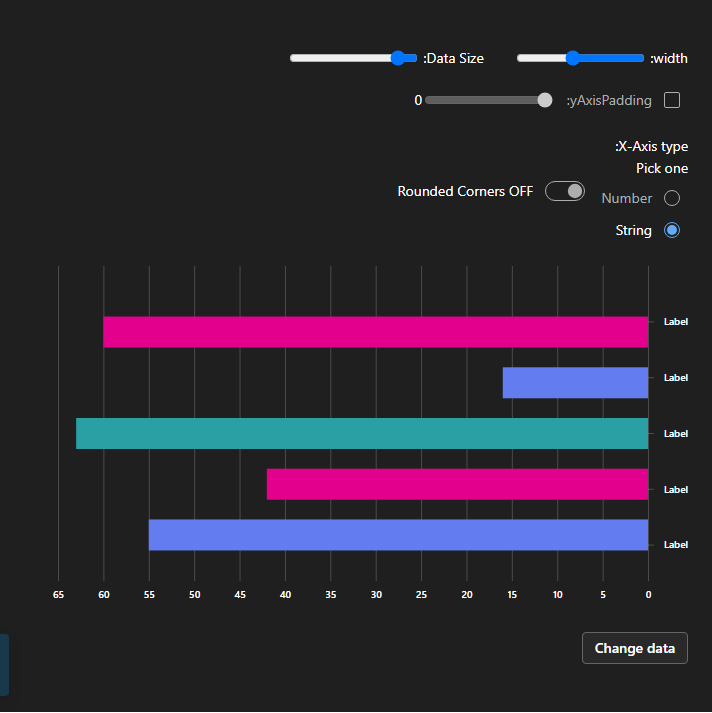 :width
:Data Size
:yAxisPadding
0
:X-Axis type
Pick one
Number
Rounded Corners OFF
String
Label
Label
Label
Label
Label
65 60 55 50 45 40 35 30 25 20 15 10 5 0
Change data